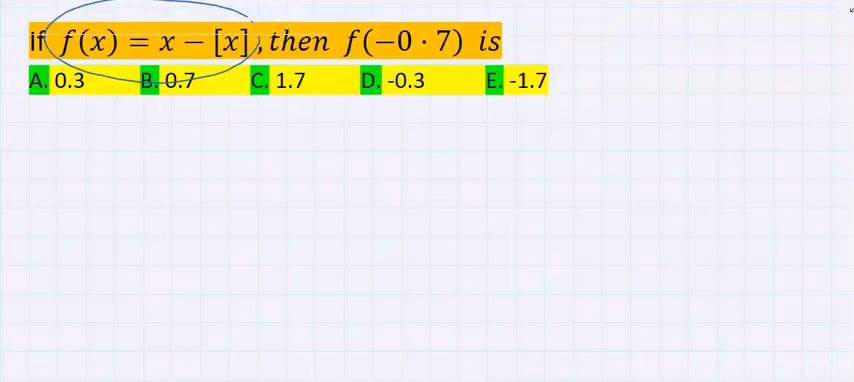 If f(x) = x − [x] , then f(−0 · 7) is
A. 0.3 B. 0.7 C. 1.7 D. -0.3 E. -1.7